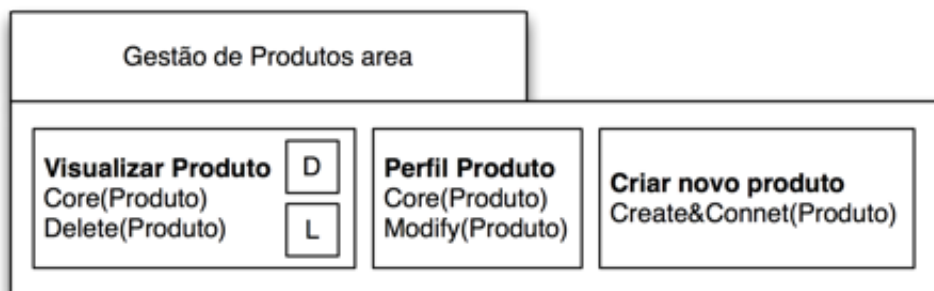 Gestão de Produtos area
Visualizar Produto
Core(Produto)
Delete(Produto)
D
L
Perfil Produto
Core(Produto)
Modify(Produto)
Criar novo produto
Create&Connet(Produto)